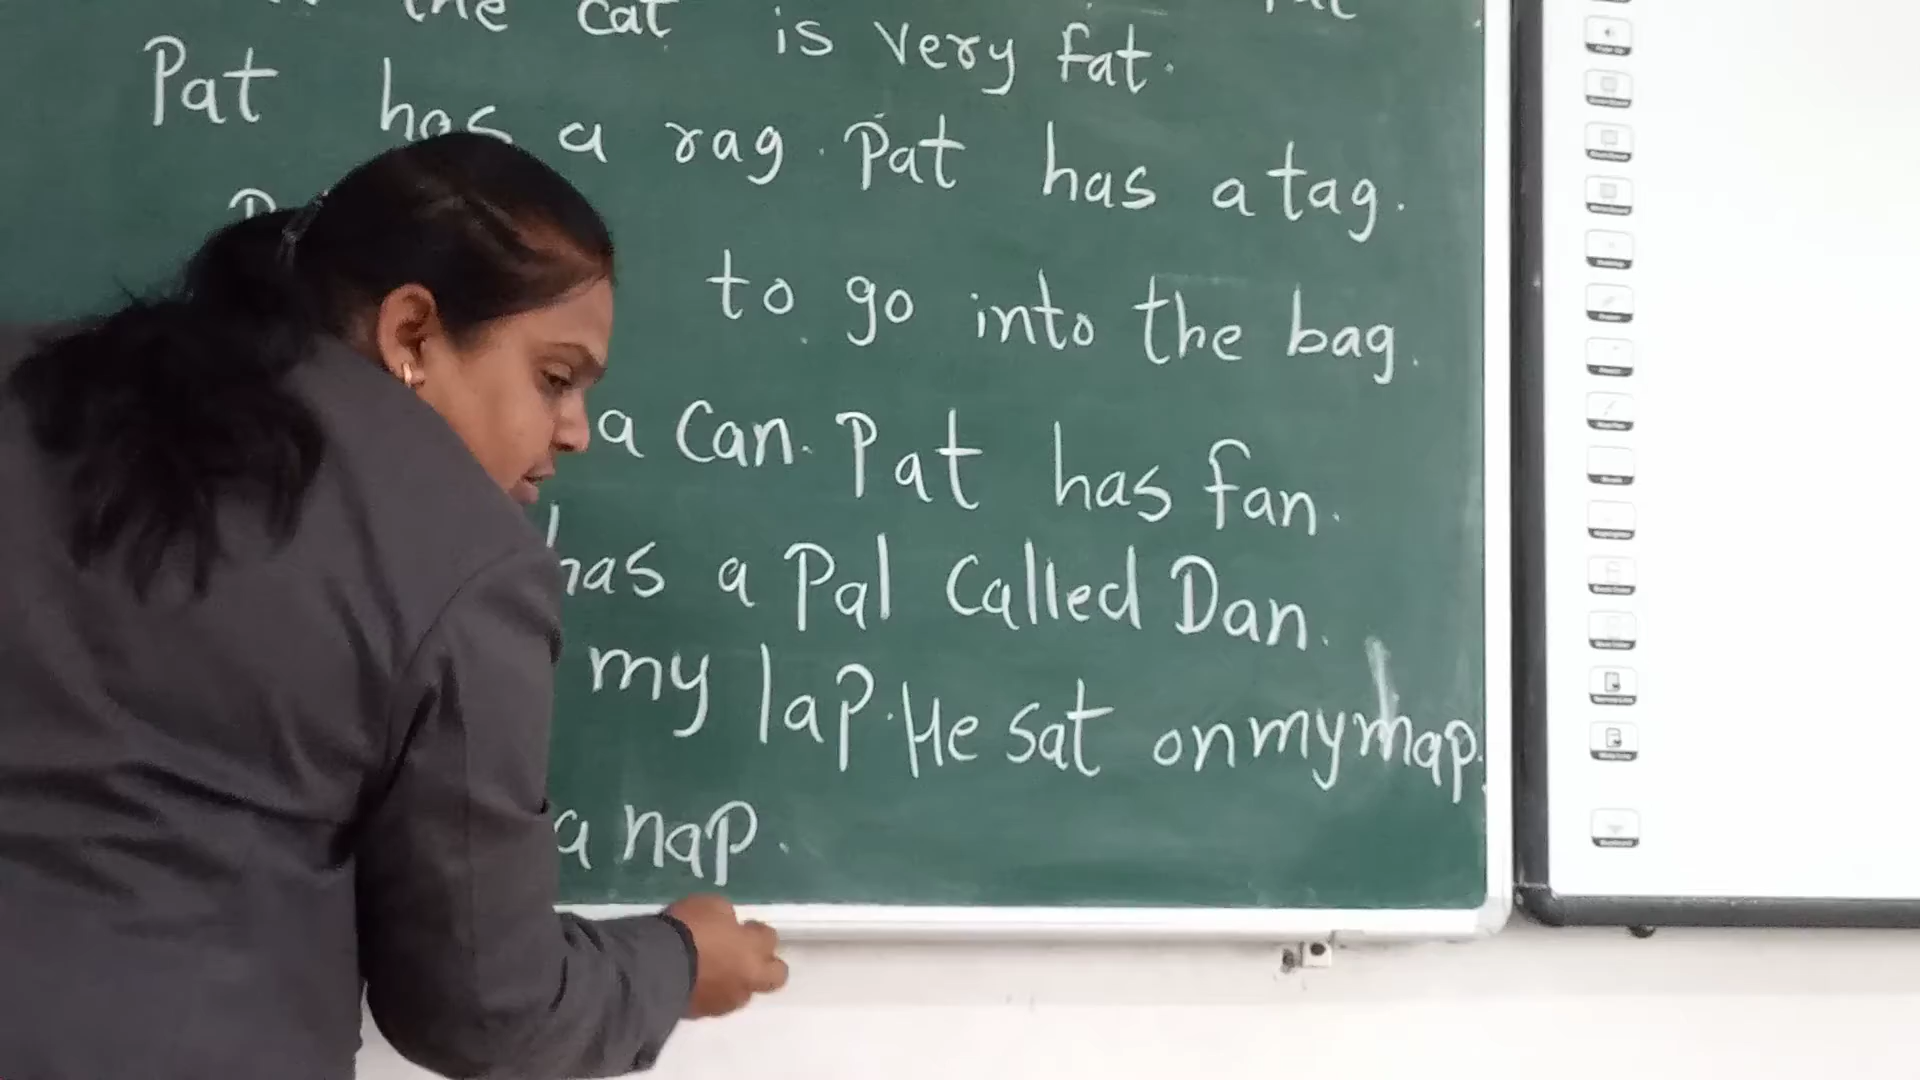 the cat is very fat.
Pat has a rag. Pat has a tag.
to go into the bag.
a Can. Pat has fan.
has a Pal Called Dan.
my lap. He sat on my map.
a nap.